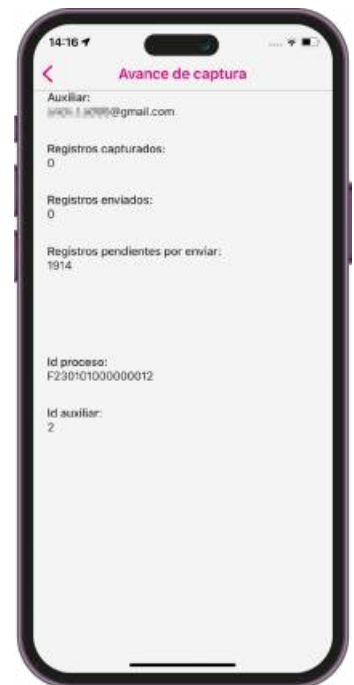 14:16
Avance de captura
Auxiliar:
@gmail.com
Registros capturados:
0
Registros enviados:
0
Registros pendientes por enviar:
1914
Id proceso:
F230101000000012
Id auxiliar:
2